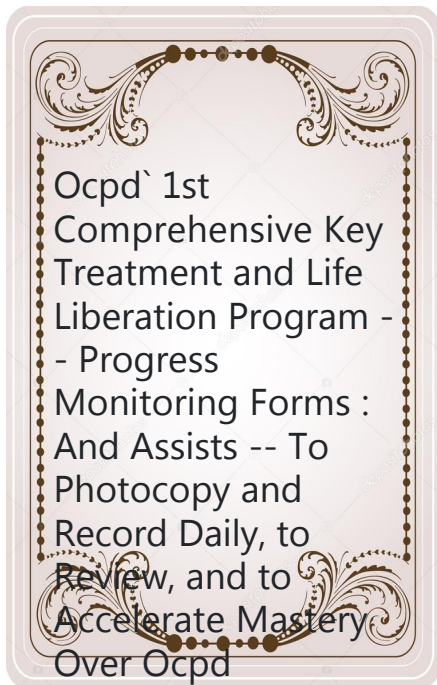 Ocpd` 1st
Comprehensive Key
Treatment and Life
Liberation Program -
- Progress
Monitoring Forms :
And Assists -- To
Photocopy and
Record Daily, to
Review, and to
Accelerate Mastery
Over Ocpd